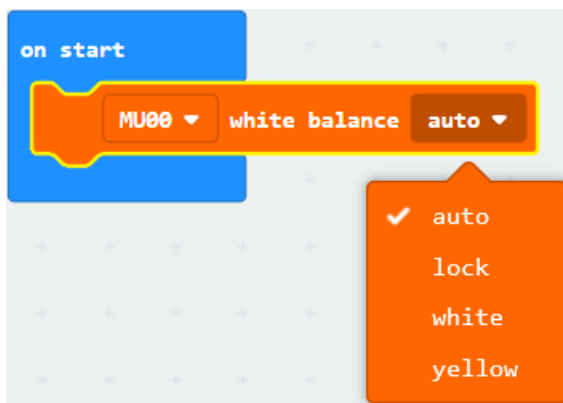 on start
MU00 white balance auto
auto
lock
white
yellow